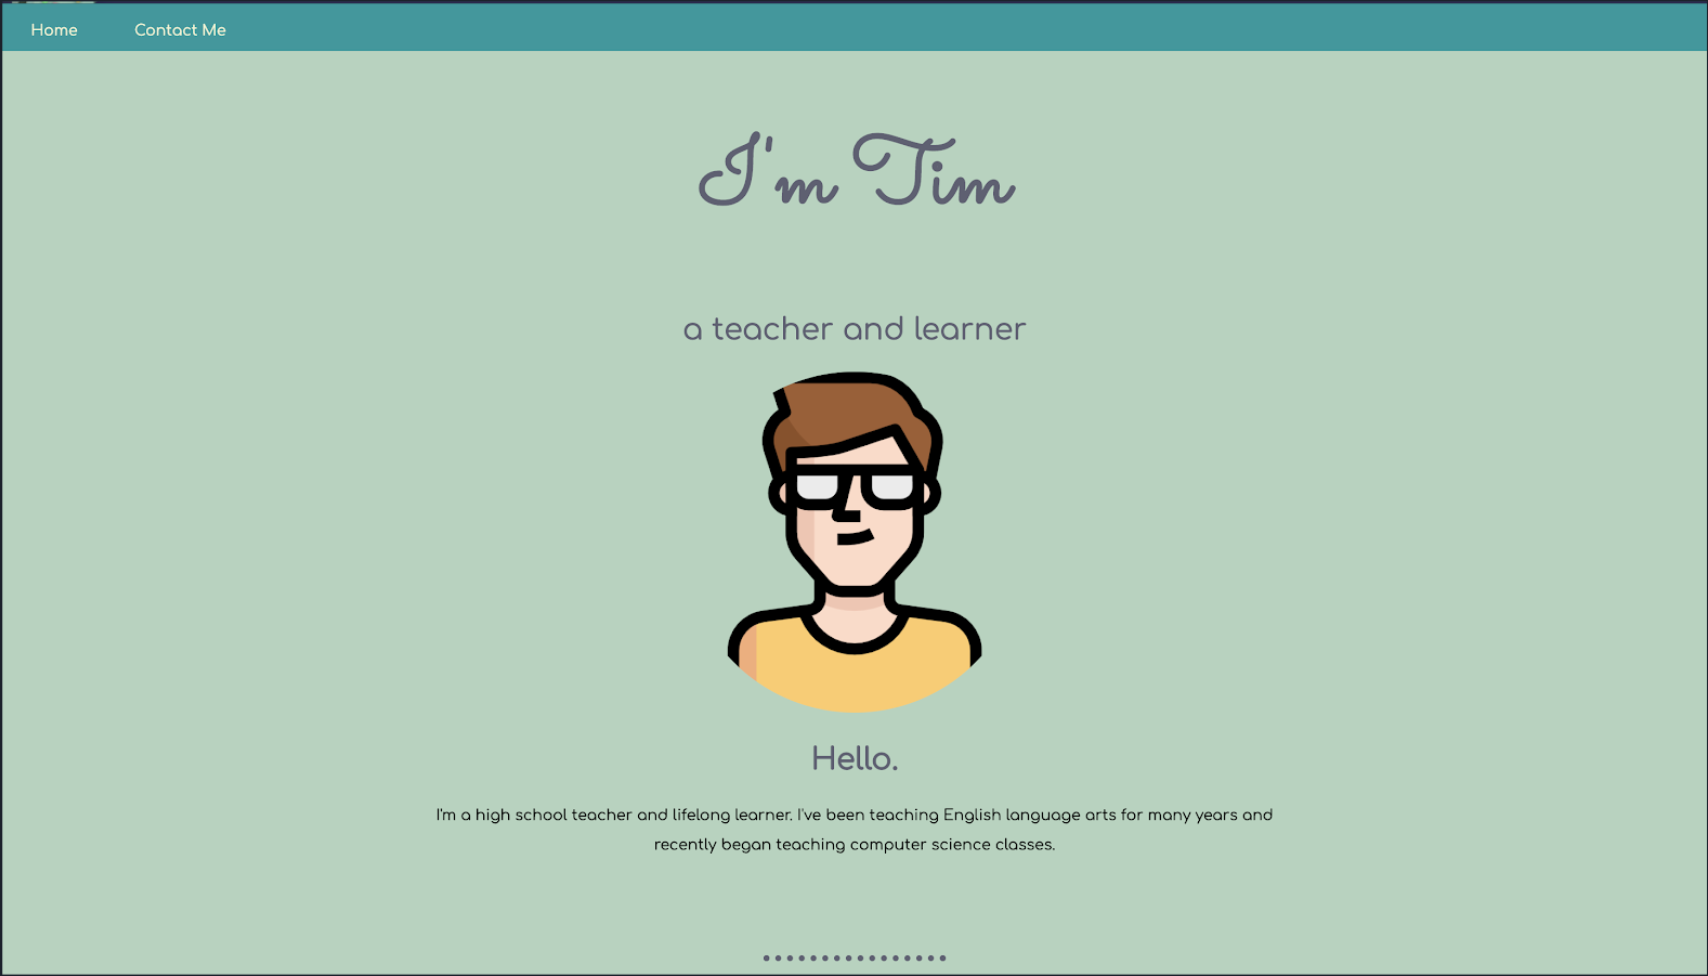 Home Contact Me
I'm Tim
a teacher and learner
Hello.
I'm a high school teacher and lifelong learner. I've been teaching English language arts for many years and
recently began teaching computer science classes.